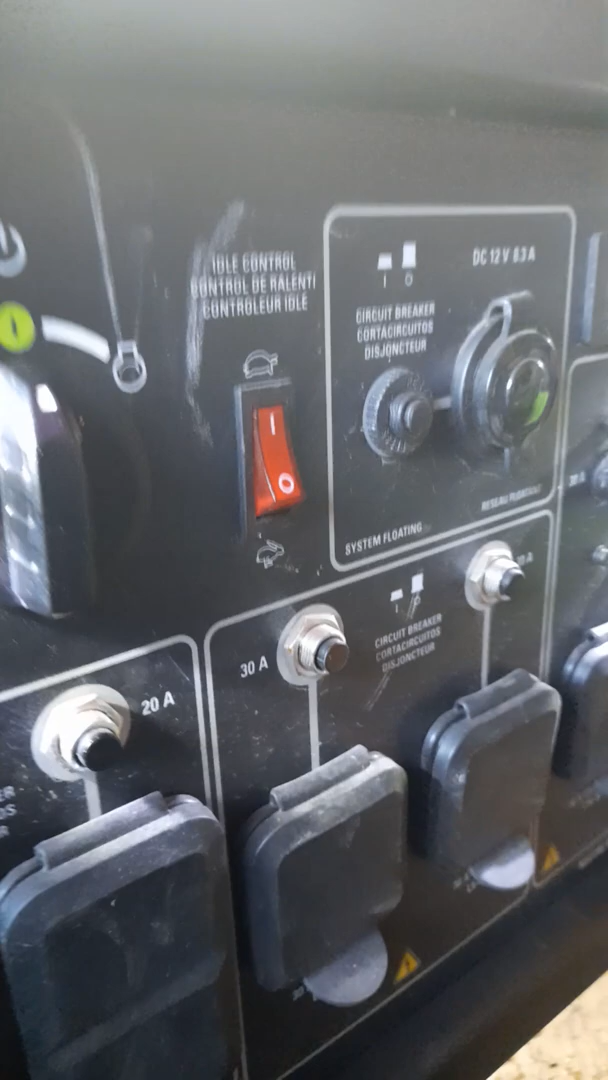 IDLE CONTROL
CONTROL DE RALENTI
CONTROLEUR IDLE
I
O
I O
DC 12 V 8.3 A
CIRCUIT BREAKER
CORTACIRCUITOS
DISJONCTEUR
SYSTEM FLOATING
RESEAU FLOTTANT
30 A
I O
CIRCUIT BREAKER
CORTACIRCUITOS
DISJONCTEUR
20 A
30 A